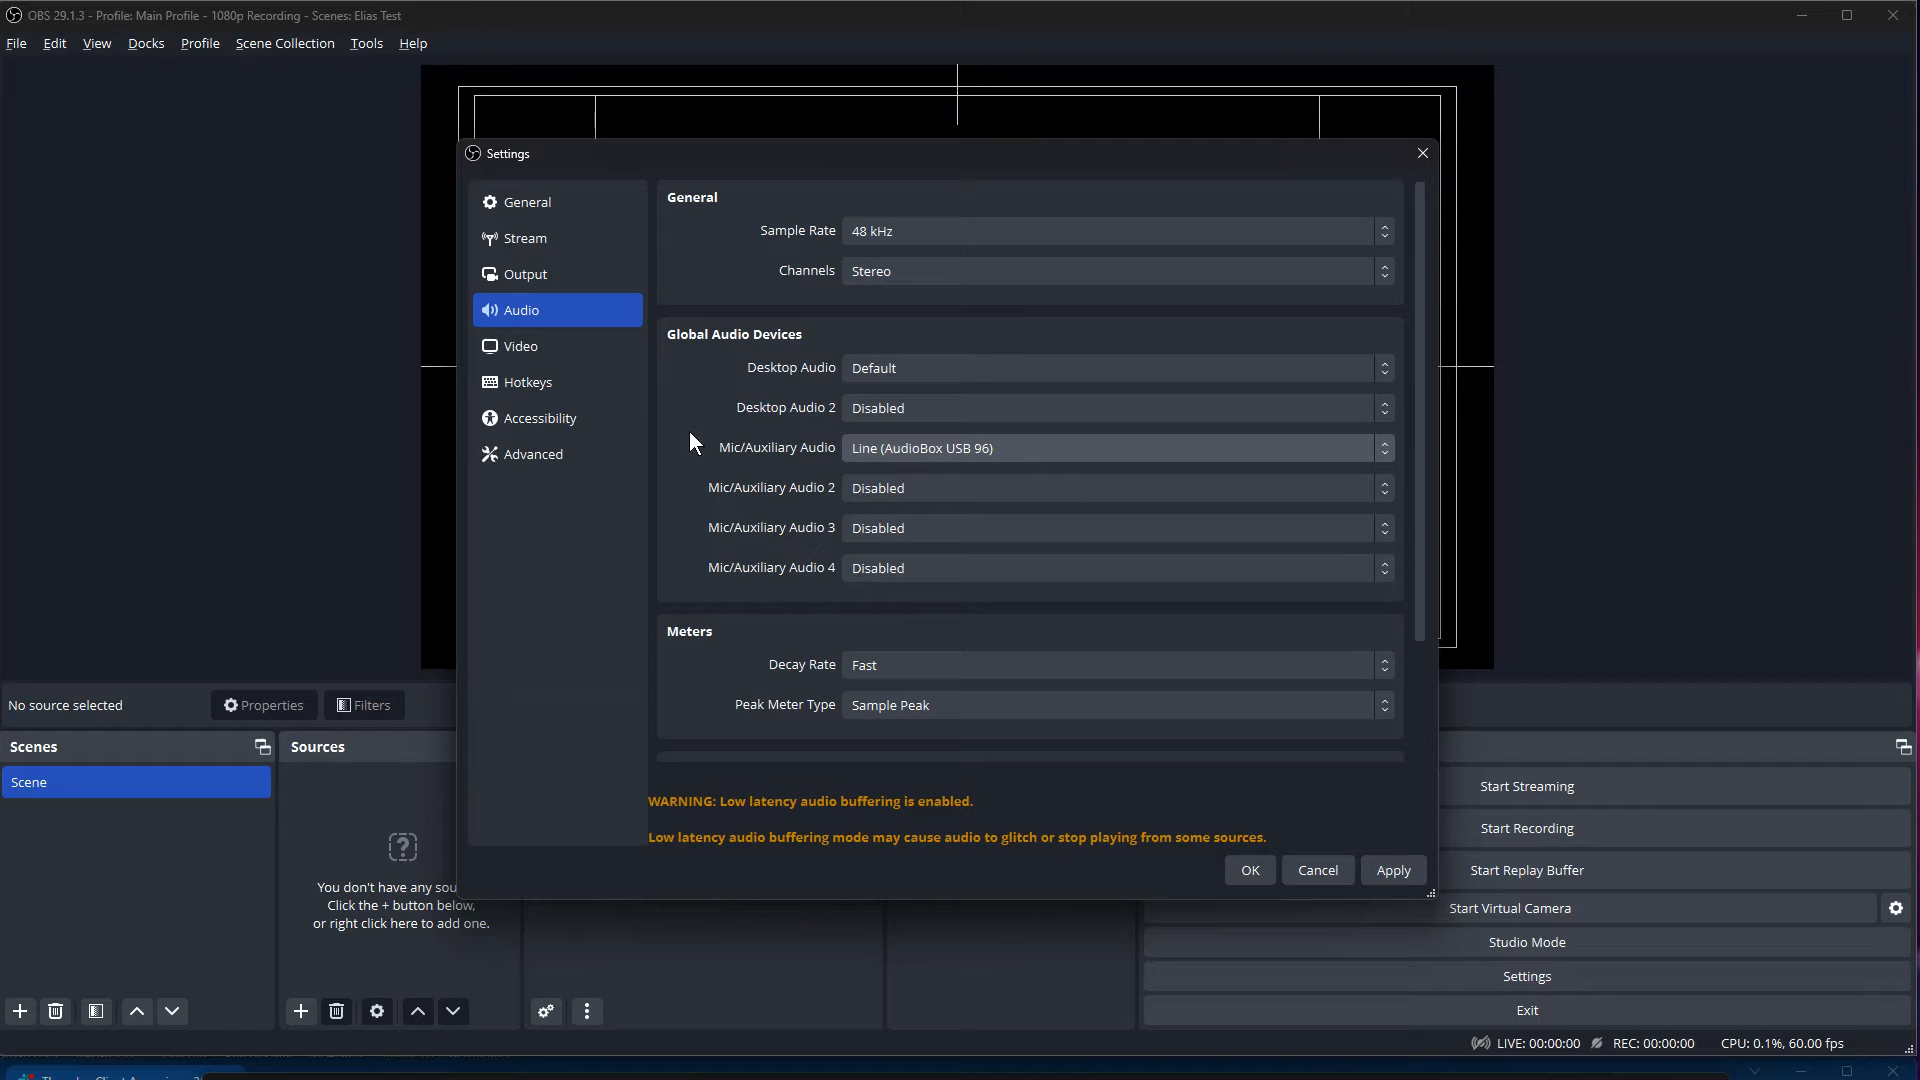 OBS 29.1.3 - Profile: Main Profile - 1080p Recording - Scenes: Elias Test
File Edit View Docks Profile Scene Collection Tools Help
Settings
General
Stream
Output
Audio
Video
Hotkeys
Accessibility
Advanced
General
Sample Rate 48 kHz
Channels Stereo
Global Audio Devices
Desktop Audio Default
Desktop Audio 2 Disabled
Mic/Auxiliary Audio Line (AudioBox USB 96)
Mic/Auxiliary Audio 2 Disabled
Mic/Auxiliary Audio 3 Disabled
Mic/Auxiliary Audio 4 Disabled
Meters
Decay Rate Fast
Peak Meter Type Sample Peak
WARNING: Low latency audio buffering is enabled.
Low latency audio buffering mode may cause audio to glitch or stop playing from some sources.
OK Cancel Apply
No source selected Properties Filters
Scenes
Scene
Sources
You don't have any sou
Click the + button below,
or right click here to add one.
Start Streaming
Start Recording
Start Replay Buffer
Start Virtual Camera
Studio Mode
Settings
Exit
LIVE: 00:00:00 REC: 00:00:00 CPU: 0.1%, 60.00 fps